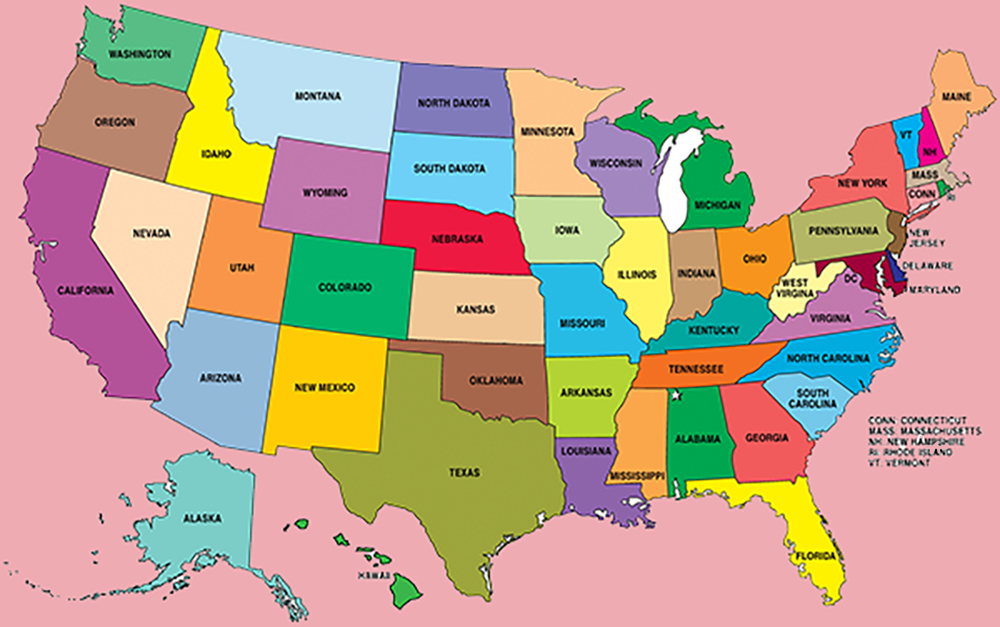 WASHINGTON
MONTANA
NORTH DAKOTA
MINNESOTA
MAINE
OREGON
IDAHO
SOUTH DAKOTA
WISCONSIN
VT
NH
WYOMING
MICHIGAN
NEW YORK
MASS
CONN
RI
NEVADA
NEBRASKA
IOWA
PENNSYLVANIA
NEW
JERSEY
UTAH
COLORADO
ILLINOIS
INDIANA
OHIO
DELAWARE
CALIFORNIA
KANSAS
MISSOURI
WEST
VIRGINA
DC
MARYLAND
KENTUCKY
VIRGINIA
ARIZONA
NEW MEXICO
OKLAHOMA
ARKANSAS
TENNESSEE
NORTH CAROLINA
SOUTH
CAROLINA
TEXAS
LOUISIANA
MISSISSIPPI
ALABAMA
GEORGIA
CONN: CONNECTICUT
MASS: MASSACHUSETTS
NH: NEW HAMPSHIRE
RI: RHODE ISLAND
VT: VERMONT
ALASKA
HAWAII
FLORIDA